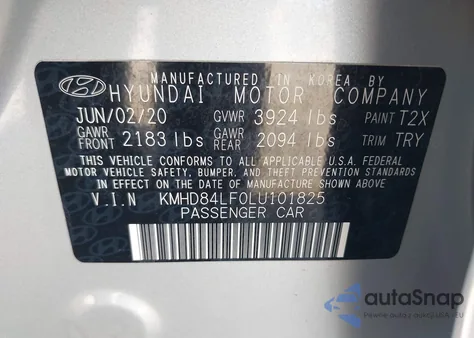 MANUFACTURED IN KOREA BY
HYUNDAI MOTOR COMPANY
JUN/02/20 GVWR 3924 lbs PAINT T2X
GAWR FRONT 2183 lbs GAWR REAR 2094 lbs TRIM TRY
THIS VEHICLE CONFORMS TO ALL APPLICABLE U.S.A. FEDERAL
MOTOR VEHICLE SAFETY, BUMPER, AND THEFT PREVENTION
STANDARDS IN EFFECT ON THE DATE OF MANUFACTURE SHOWN ABOVE.
V.I.N KMHD84LF0LU101825
PASSENGER CAR
autoSnap